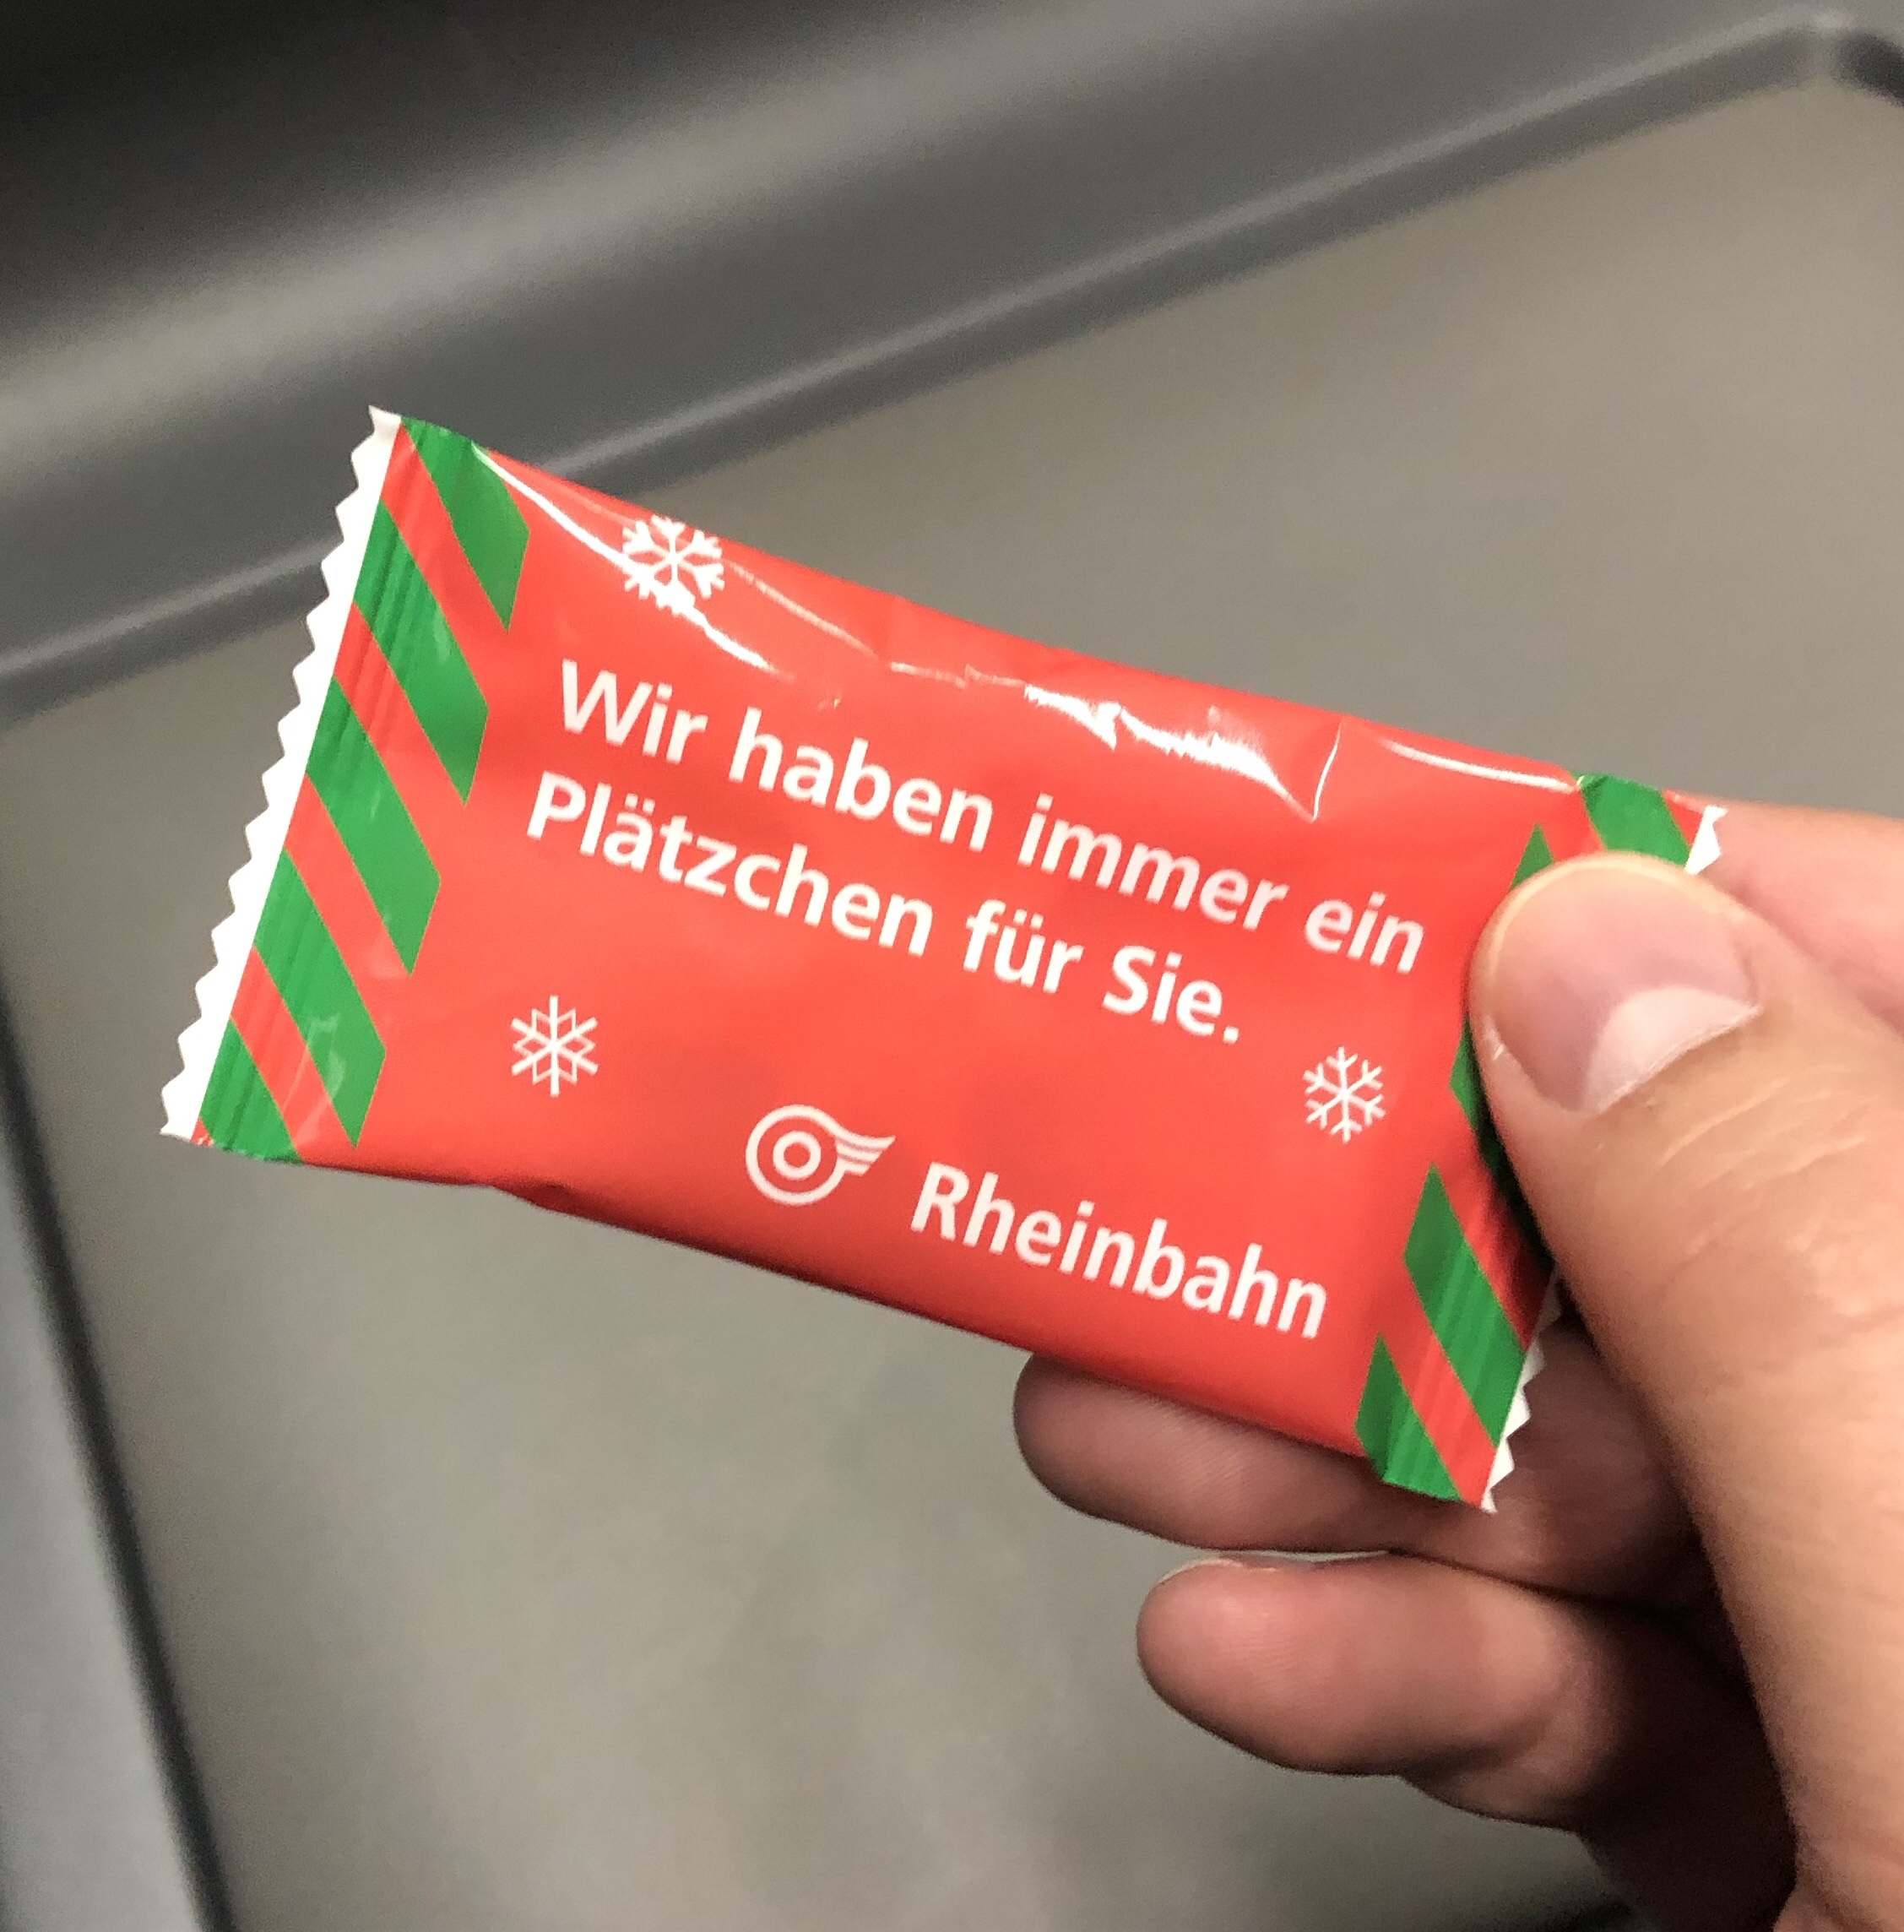 Wir haben immer ein
Plätzchen für Sie.
Rheinbahn